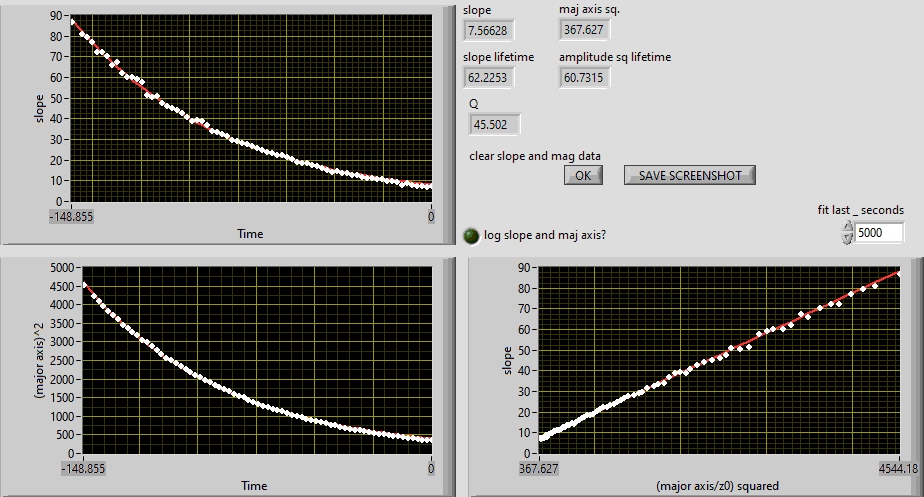 slope
maj axis sq.
7.56628
367.627
slope lifetime
amplitude sq lifetime
62.2253
60.7315
Q
45.502
clear slope and mag data
OK
SAVE SCREENSHOT
fit last _ seconds
5000
log slope and maj axis?
90
80
70
60
50
40
30
20
10
0
slope
-148.855
0
Time
5000
4500
4000
3500
3000
2500
2000
1500
1000
500
0
(major axis)^2
-148.855
0
Time
90
80
70
60
50
40
30
20
10
0
slope
367.627
4544.18
(major axis/z0) squared